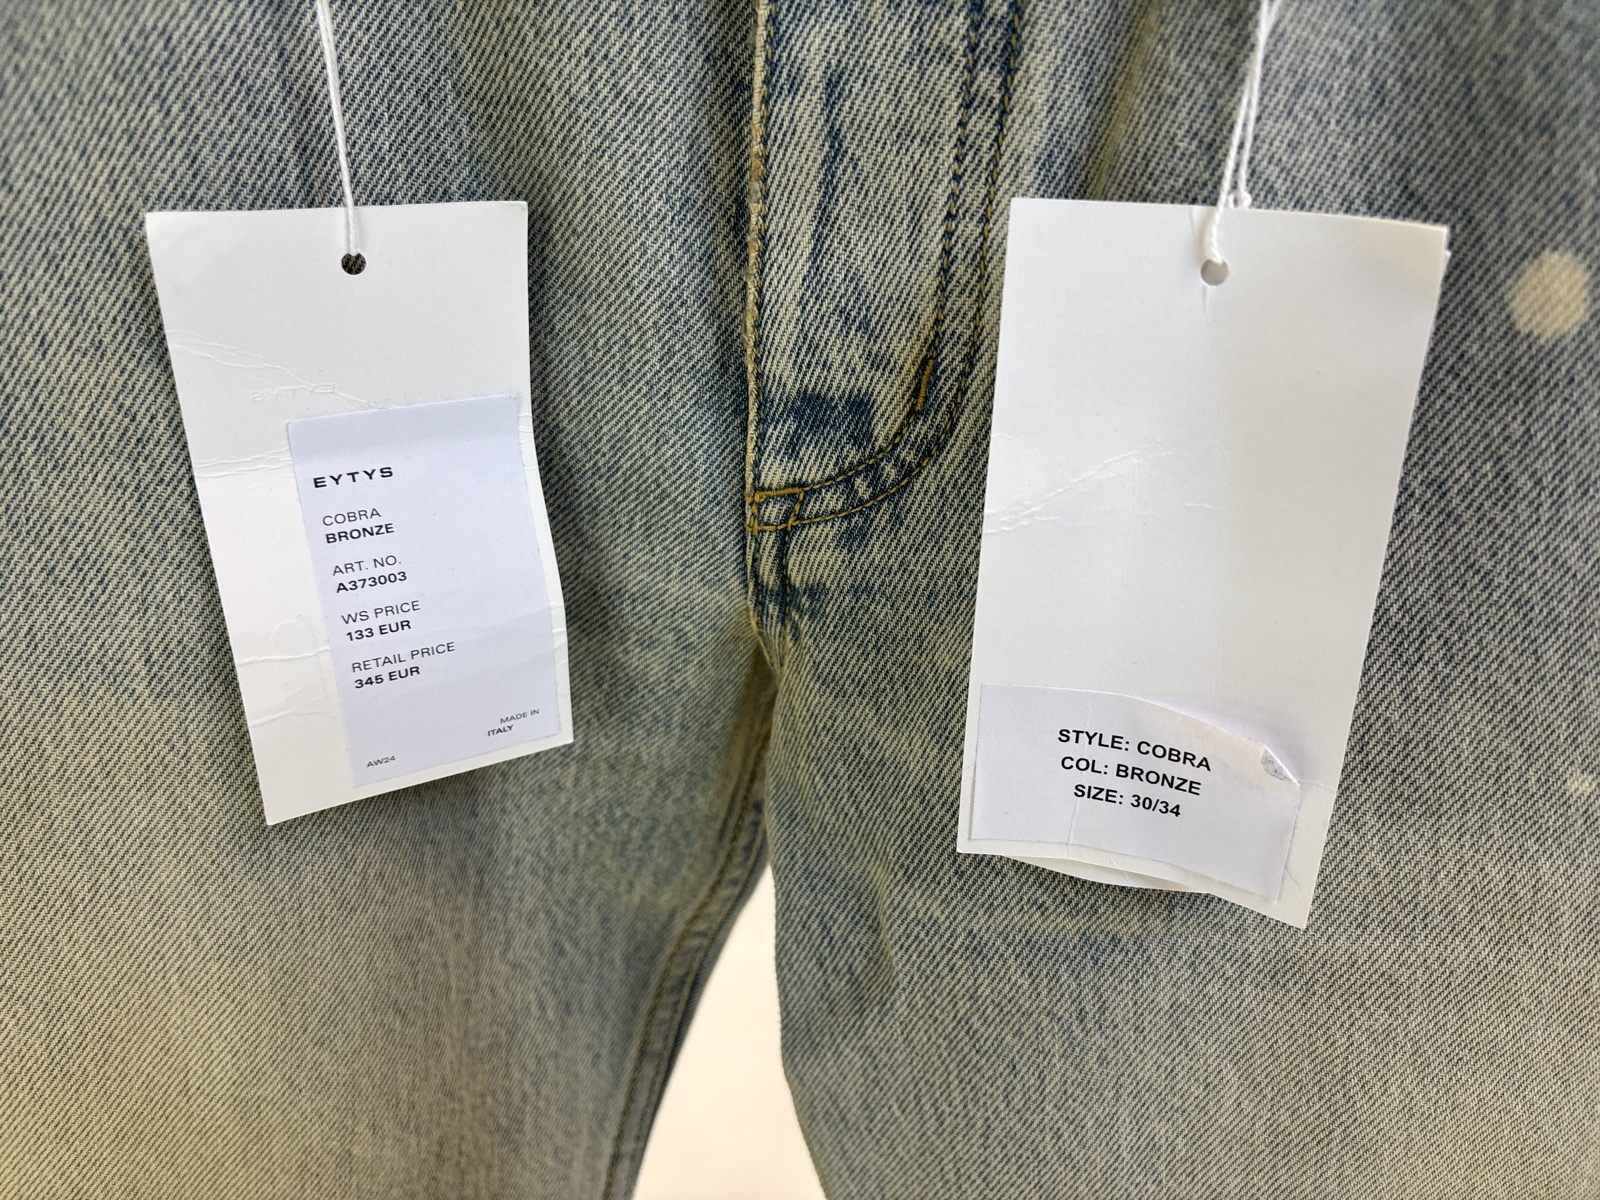 EYTYS
EYTYS
COBRA
BRONZE
ART. NO.
A373003
WS PRICE
133 EUR
RETAIL PRICE
345 EUR
MADE IN
ITALY
AW24
STYLE: COBRA
COL: BRONZE
SIZE: 30/34